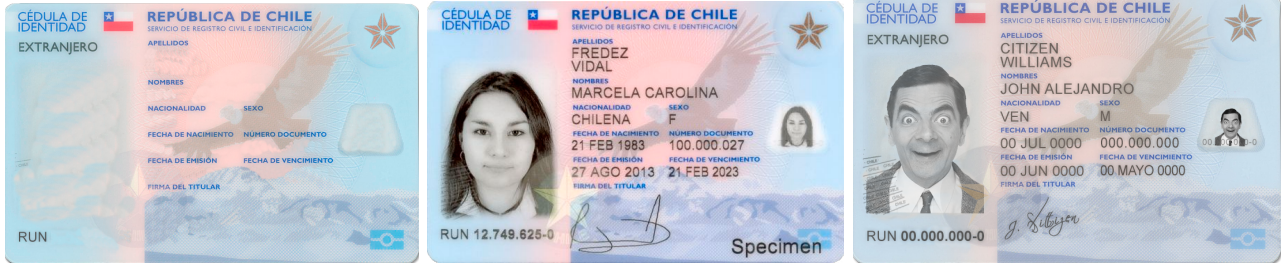 CÉDULA DE
IDENTIDAD
REPÚBLICA DE CHILE
SERVICIO DE REGISTRO CIVIL E IDENTIFICACIÓN
EXTRANJERO
APELLIDOS
NOMBRES
NACIONALIDAD SEXO
FECHA DE NACIMIENTO NÚMERO DOCUMENTO
FECHA DE EMISIÓN FECHA DE VENCIMIENTO
FIRMA DEL TITULAR
RUN
CÉDULA DE
IDENTIDAD
REPÚBLICA DE CHILE
SERVICIO DE REGISTRO CIVIL E IDENTIFICACIÓN
APELLIDOS
FREDEZ
VIDAL
NOMBRES
MARCELA CAROLINA
NACIONALIDAD SEXO
CHILENA F
FECHA DE NACIMIENTO NÚMERO DOCUMENTO
21 FEB 1983 100.000.027
FECHA DE EMISIÓN FECHA DE VENCIMIENTO
27 AGO 2013 21 FEB 2023
FIRMA DEL TITULAR
RUN 12.749.625-0
Specimen
CÉDULA DE
IDENTIDAD
REPÚBLICA DE CHILE
SERVICIO DE REGISTRO CIVIL E IDENTIFICACIÓN
EXTRANJERO
APELLIDOS
CITIZEN
WILLIAMS
NOMBRES
JOHN ALEJANDRO
NACIONALIDAD SEXO
VEN M
FECHA DE NACIMIENTO NÚMERO DOCUMENTO
00 JUL 0000 000.000.000
FECHA DE EMISIÓN FECHA DE VENCIMIENTO
00 JUN 0000 00 MAYO 0000
FIRMA DEL TITULAR
RUN 00.000.000-0